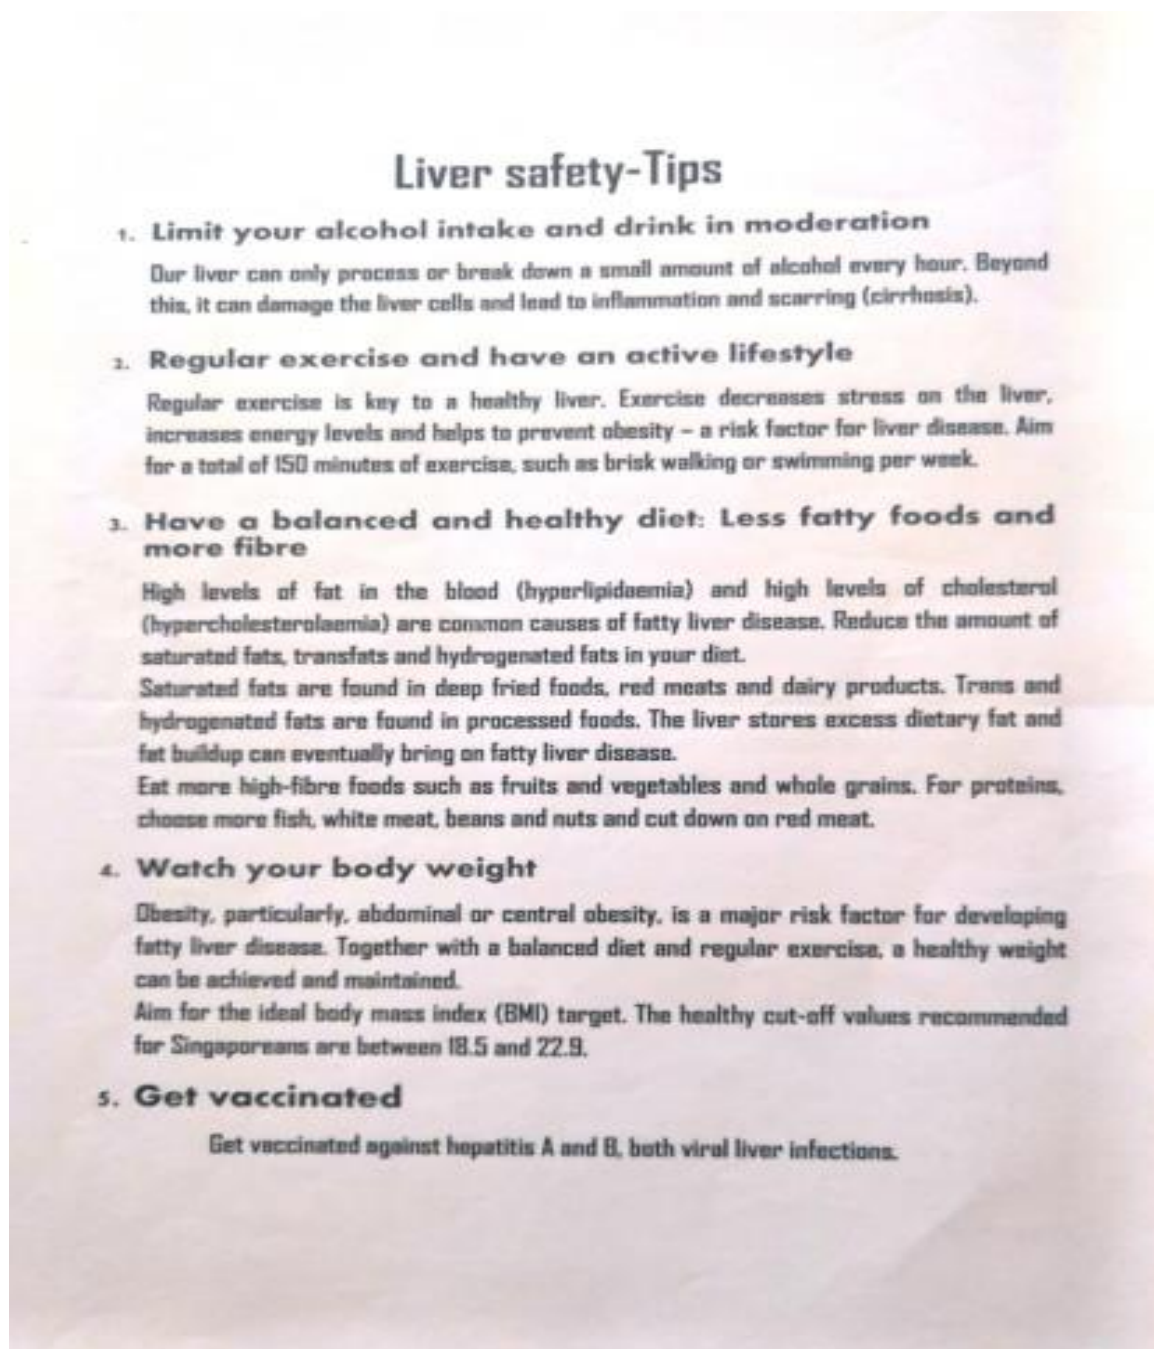 Liver safety-Tips
1. Limit your alcohol intake and drink in moderation
Our liver can only process or break down a small amount of alcohol every hour. Beyond
this, it can damage the liver cells and lead to inflammation and scarring (cirrhosis).
2. Regular exercise and have an active lifestyle
Regular exercise is key to a healthy liver. Exercise decreases stress on the liver,
increases energy levels and helps to prevent obesity – a risk factor for liver disease. Aim
for a total of 150 minutes of exercise, such as brisk walking or swimming per week.
3. Have a balanced and healthy diet: Less fatty foods and
more fibre
High levels of fat in the blood (hyperlipidaemia) and high levels of cholesterol
(hypercholesterolaemia) are common causes of fatty liver disease. Reduce the amount of
saturated fats, transfats and hydrogenated fats in your diet.
Saturated fats are found in deep fried foods, red meats and dairy products. Trans and
hydrogenated fats are found in processed foods. The liver stores excess dietary fat and
fat buildup can eventually bring on fatty liver disease.
Eat more high-fibre foods such as fruits and vegetables and whole grains. For proteins,
choose more fish, white meat, beans and nuts and cut down on red meat.
4. Watch your body weight
Obesity, particularly, abdominal or central obesity, is a major risk factor for developing
fatty liver disease. Together with a balanced diet and regular exercise, a healthy weight
can be achieved and maintained.
Aim for the ideal body mass index (BMI) target. The healthy cut-off values recommended
for Singaporeans are between 18.5 and 22.9.
5. Get vaccinated
Get vaccinated against hepatitis A and B, both viral liver infections.